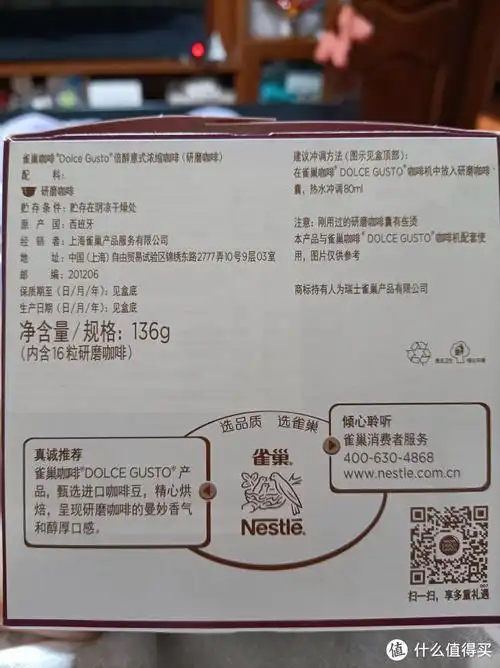 雀巢咖啡®Dolce Gusto®倍醇意式浓缩咖啡(研磨咖啡)
配 料:
研磨咖啡
贮存条件:贮存在阴凉干燥处
原 产 国:西班牙
经 销 者:上海雀巢产品服务有限公司
地 址:中国(上海)自由贸易试验区锦绣东路2777弄10号9层03室
邮 编:201206
保质期至(日/月/年):见盒底
生产日期(日/月/年):见盒底
净含量/规格:136g
(内含16粒研磨咖啡)
建议冲调方法(图示见盒顶部):
在雀巢咖啡®DOLCE GUSTO®咖啡机中放入研磨咖啡
囊,热水冲调80ml
注意:刚用过的研磨咖啡囊有些烫
本产品与雀巢咖啡®DOLCE GUSTO®咖啡机配套使
用,图片仅供参考
商标持有人为瑞士雀巢产品有限公司
选品质 选雀巢
真诚推荐
雀巢咖啡®DOLCE GUSTO®产
品,甄选进口咖啡豆,精心烘
焙,呈现研磨咖啡的曼妙香气
和醇厚口感。
雀巢®
Nestlē®
倾心聆听
雀巢消费者服务
400-630-4868
www.nestle.com.cn
扫一扫,享多重礼遇
值 什么值得买